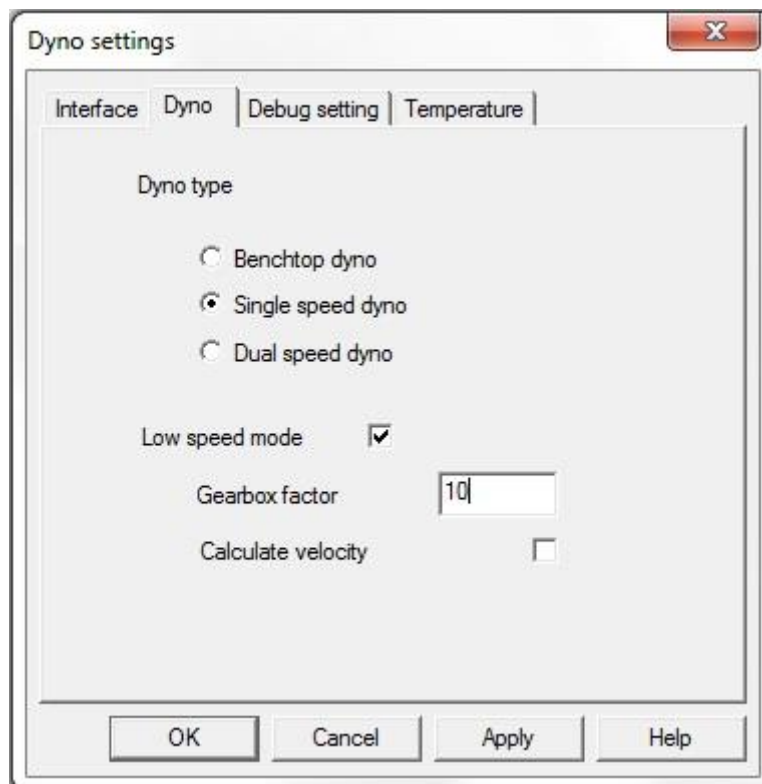 Dyno settings
Interface Dyno Debug setting Temperature
Dyno type
Benchtop dyno
Single speed dyno
Dual speed dyno
Low speed mode
Gearbox factor 10
Calculate velocity
OK Cancel Apply Help